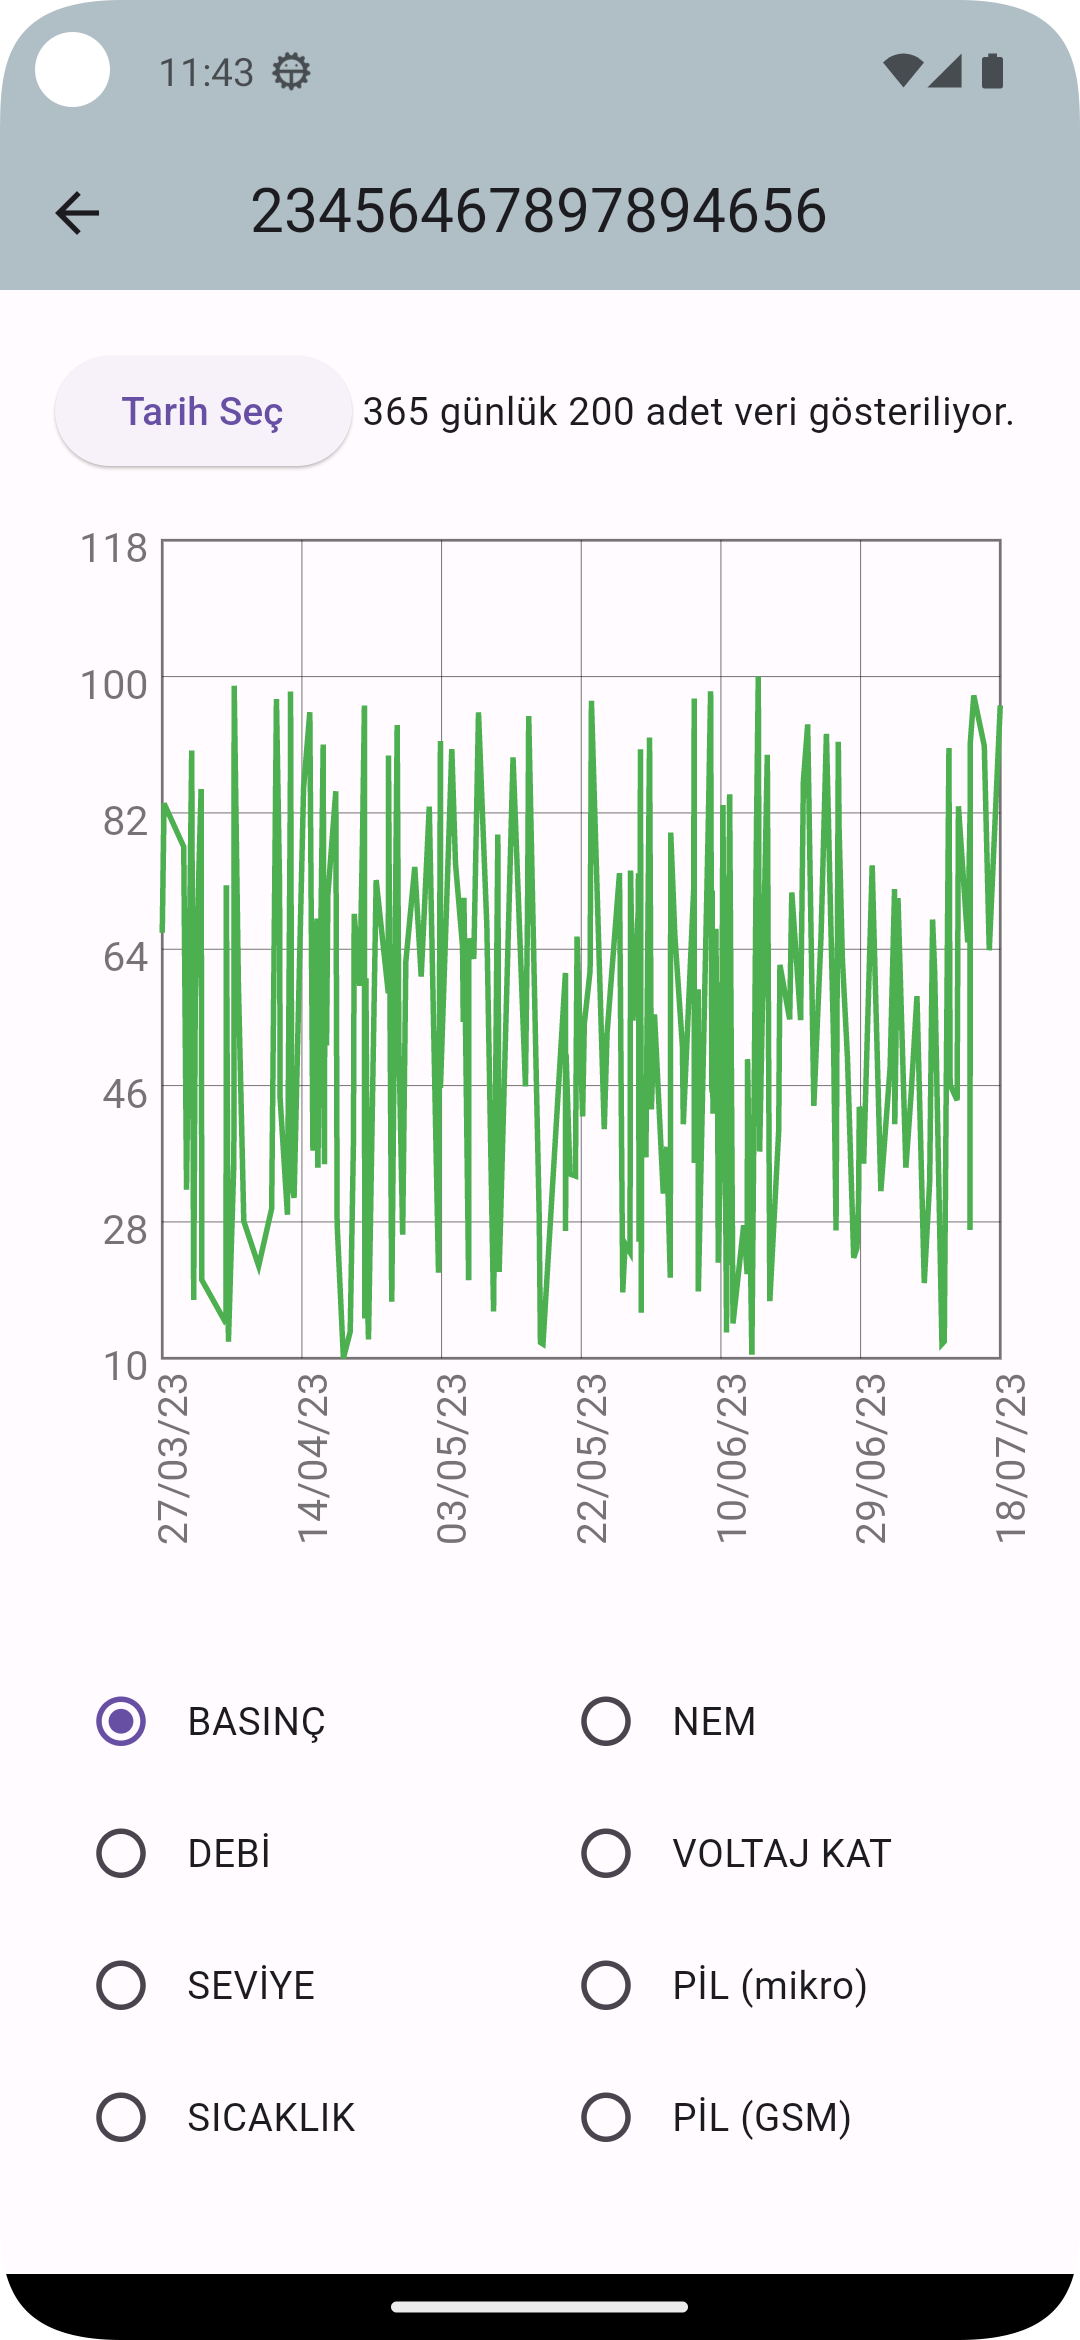 11:43
23456467897894656
Tarih Seç
365 günlük 200 adet veri gösteriliyor.
118
100
82
64
46
28
10
27/03/23
14/04/23
03/05/23
22/05/23
10/06/23
29/06/23
18/07/23
BASINÇ
NEM
DEBİ
VOLTAJ KAT
SEVİYE
PİL (mikro)
SICAKLIK
PİL (GSM)